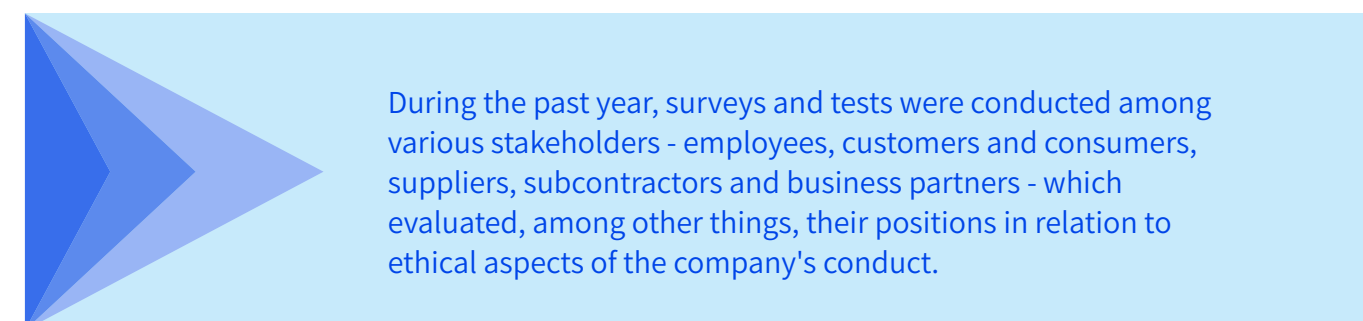 During the past year, surveys and tests were conducted among
various stakeholders - employees, customers and consumers,
suppliers, subcontractors and business partners - which
evaluated, among other things, their positions in relation to
ethical aspects of the company's conduct.